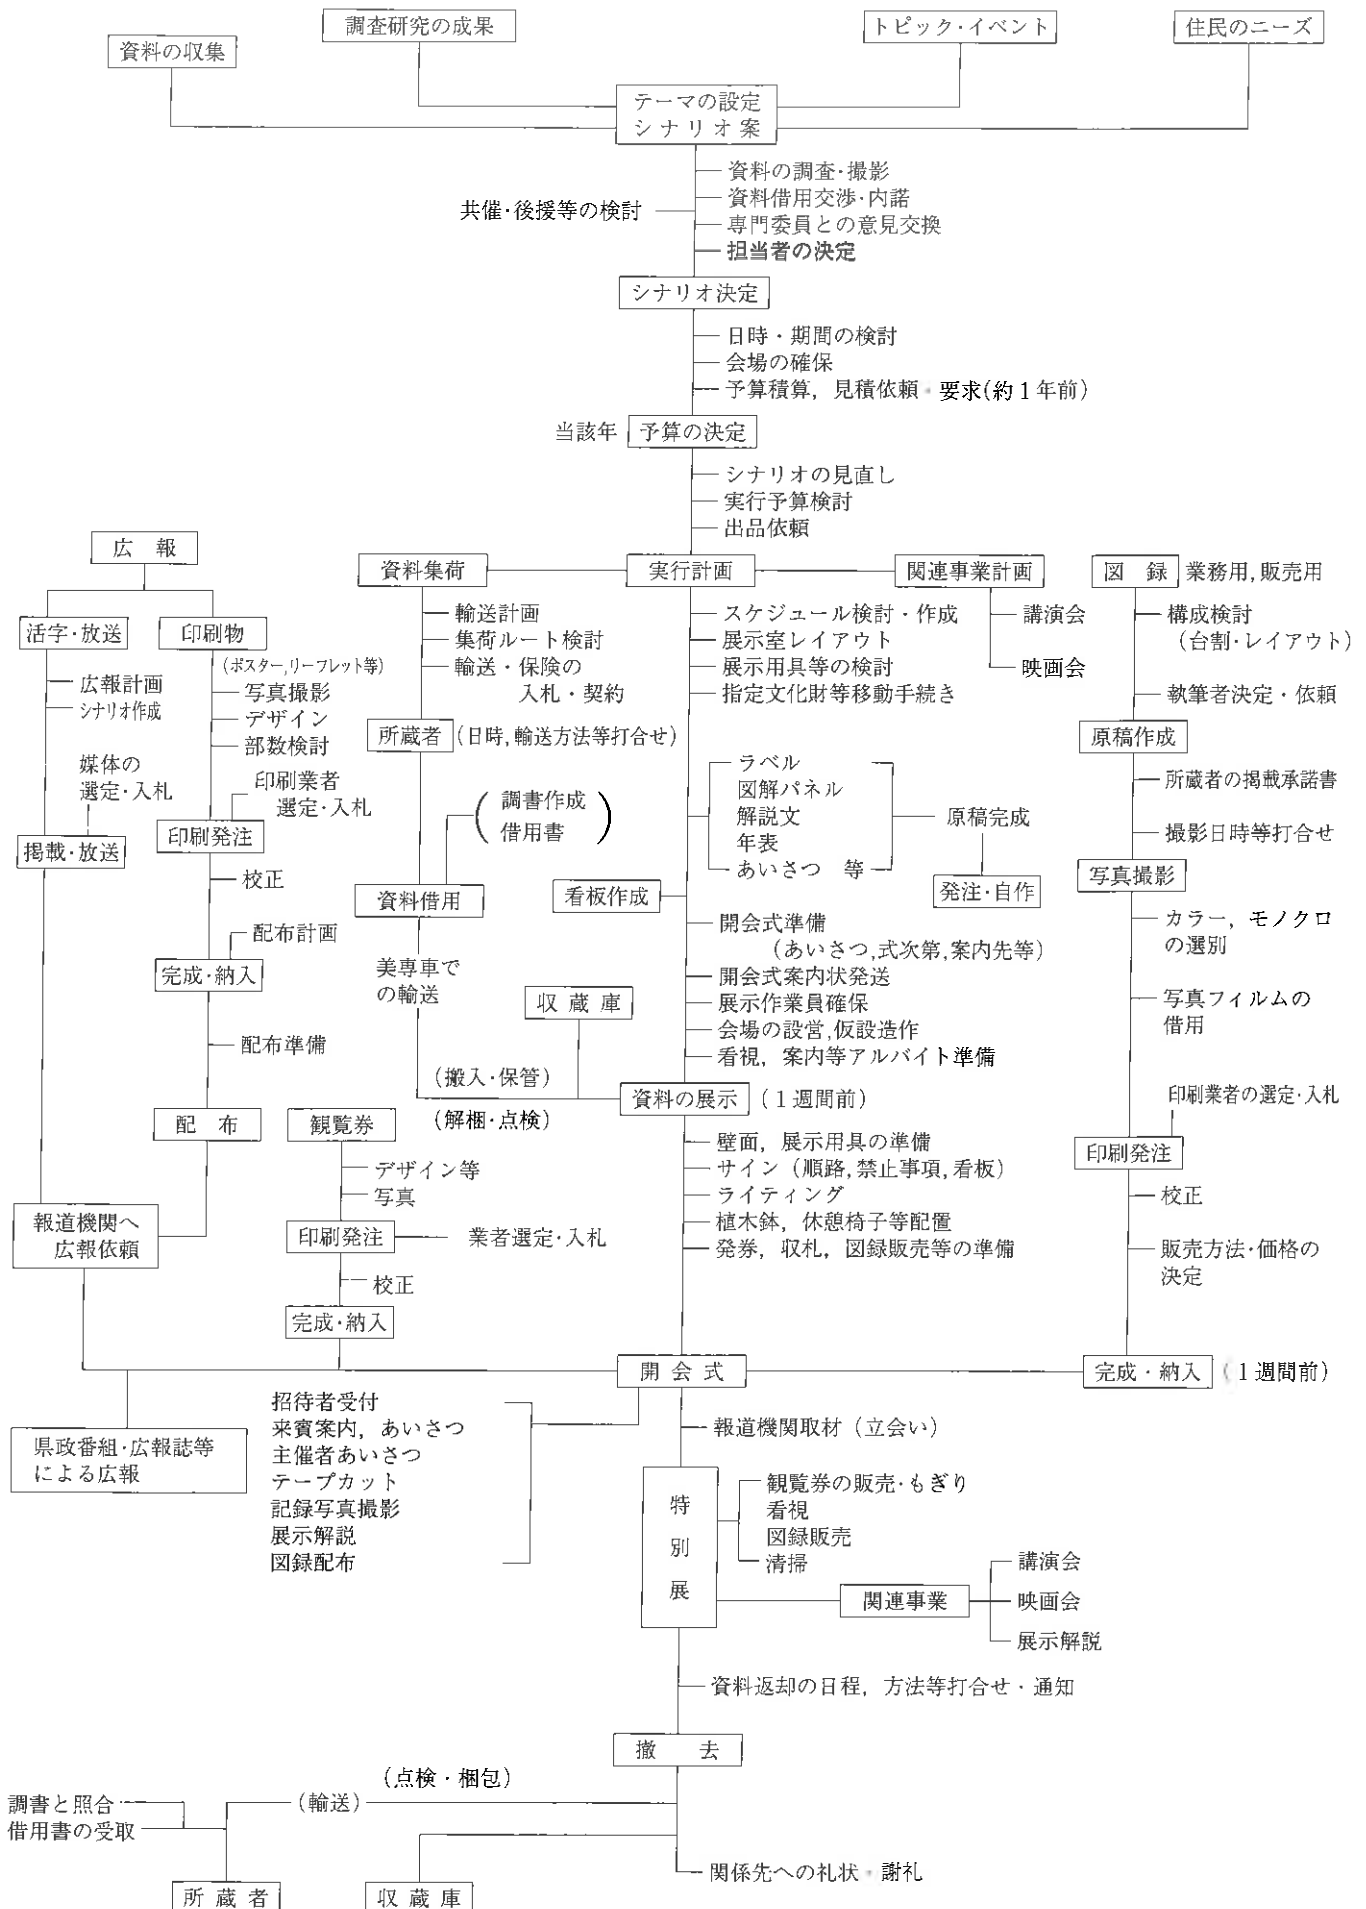 資料の収集
調査研究の成果
トピック・イベント
住民のニーズ
テーマの設定
シナリオ案
資料の調査・撮影
資料借用交渉・内諾
共催・後援等の検討
専門委員との意見交換
担当者の決定
シナリオ決定
日時・期間の検討
会場の確保
予算積算，見積依頼・要求(約１年前)
当該年
予算の決定
シナリオの見直し
実行予算検討
出品依頼
広　報
活字・放送
広報計画
シナリオ作成
媒体の
選定・入札
掲載・放送
印刷物
(ポスター,リーフレット等)
写真撮影
デザイン
部数検討
印刷業者
選定・入札
印刷発注
校正
配布計画
完成・納入
配布準備
配　布
報道機関へ
広報依頼
資料集荷
輸送計画
集荷ルート検討
輸送・保険の
入札・契約
所蔵者
(日時,輸送方法等打合せ)
調書作成
借用書
資料借用
美専車で
の輸送
収 蔵 庫
(搬入・保管)
(解梱・点検)
観覧券
デザイン等
写真
印刷発注
業者選定・入札
校正
完成・納入
実行計画
スケジュール検討・作成
展示室レイアウト
展示用具等の検討
指定文化財等移動手続き
ラベル
図解パネル
解説文
年表
あいさつ　等
原稿完成
発注・自作
看板作成
開会式準備
(あいさつ,式次第,案内先等)
開会式案内状発送
展示作業員確保
会場の設営,仮設造作
看視，案内等アルバイト準備
資料の展示
(１週間前)
壁面，展示用具の準備
サイン（順路,禁止事項,看板）
ライティング
植木鉢，休憩椅子等配置
発券，収札，図録販売等の準備
関連事業計画
講演会
映画会
図　録
業務用,販売用
構成検討
(台割・レイアウト)
執筆者決定・依頼
原稿作成
所蔵者の掲載承諾書
撮影日時等打合せ
写真撮影
カラー，モノクロ
の選別
写真フィルムの
借用
印刷業者の選定・入札
印刷発注
校正
販売方法・価格の
決定
完成・納入
(１週間前)
開 会 式
県政番組・広報誌等
による広報
招待者受付
来賓案内，あいさつ
主催者あいさつ
テープカット
記録写真撮影
展示解説
図録配布
報道機関取材（立会い）
特
別
展
観覧券の販売・もぎり
看視
図録販売
清掃
関連事業
講演会
映画会
展示解説
資料返却の日程，方法等打合せ・通知
撤　去
(点検・梱包)
(輸送)
調書と照合
借用書の受取
関係先への礼状・謝礼
所 蔵 者
収 蔵 庫